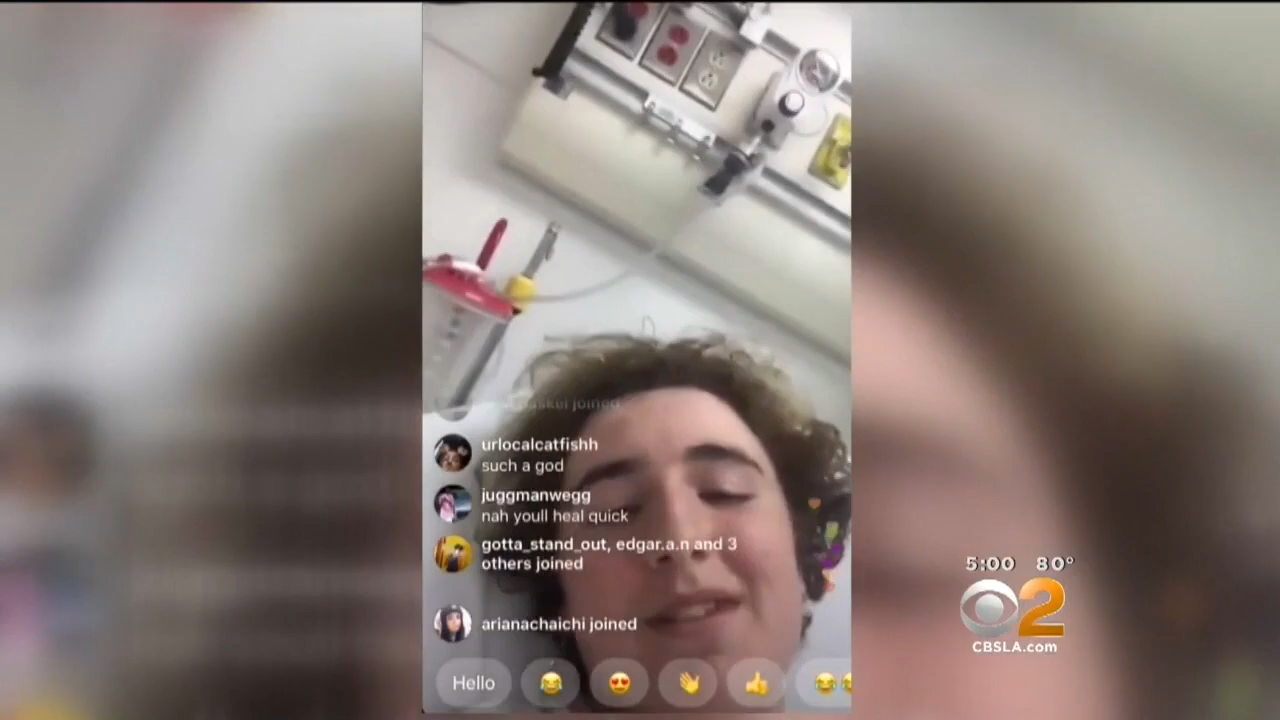 joined
urlocalcatfishh
such a god
juggmanwegg
nah youll heal quick
gotta_stand_out, edgar.a.n and 3
others joined
arianachaichi joined
Hello
5:00 80°
2
CBSLA.com